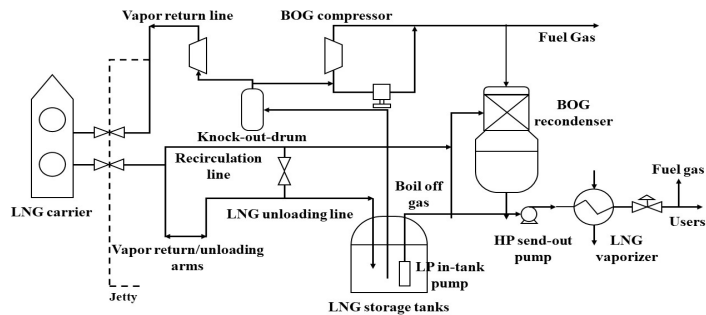 Vapor return line
BOG compressor
Fuel Gas
BOG
recondenser
Knock-out-drum
Recirculation
line
Boil off
gas
Fuel gas
LNG carrier
LNG unloading line
Users
Vapor return/unloading
arms
HP send-out
pump
LNG
vaporizer
LP in-tank
pump
Jetty
LNG storage tanks